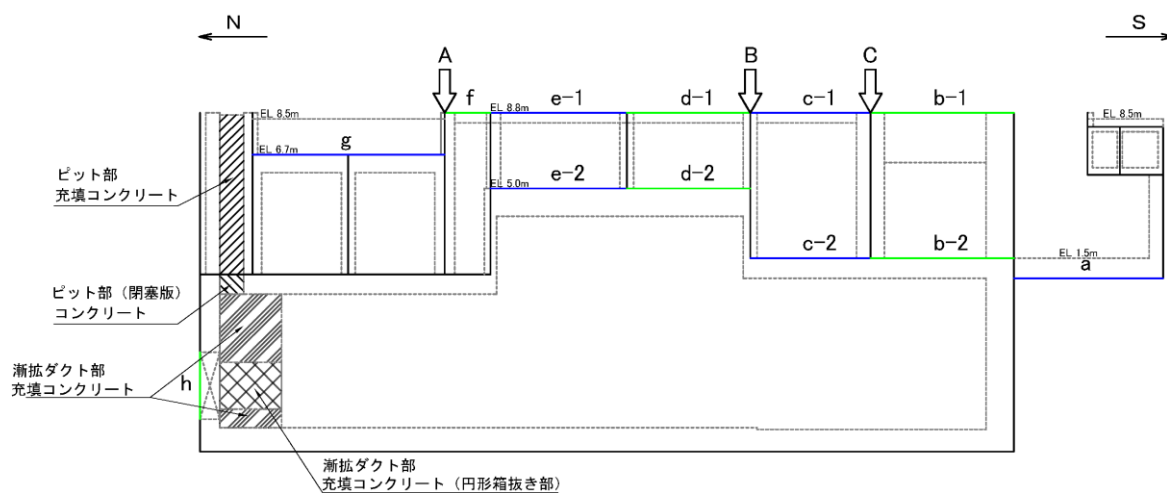 N
S
A
B
C
f
e-1
d-1
c-1
b-1
EL 8.5m
EL 8.8m
EL 8.5m
g
EL 6.7m
e-2
d-2
EL 5.0m
c-2
b-2
EL 1.5m
a
ピット部
充填コンクリート
ピット部（閉塞版）
コンクリート
漸拡ダクト部
充填コンクリート
h
漸拡ダクト部
充填コンクリート（円形箱抜き部）